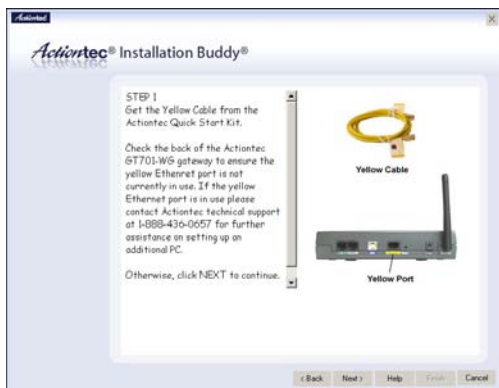 Actiontec
Actiontec® Installation Buddy®
STEP 1
Get the Yellow Cable from the
Actiontec Quick Start Kit.
Check the back of the Actiontec
GT701-WG gateway to ensure the
yellow Ethenret port is not
currently in use. If the yellow
Ethernet port is in use please
contact Actiontec technical support
at 1-888-436-0657 for further
assistance on setting up an
additional PC.
Otherwise, click NEXT to continue.
Yellow Cable
Yellow Port
< Back Next > Help Finish Cancel